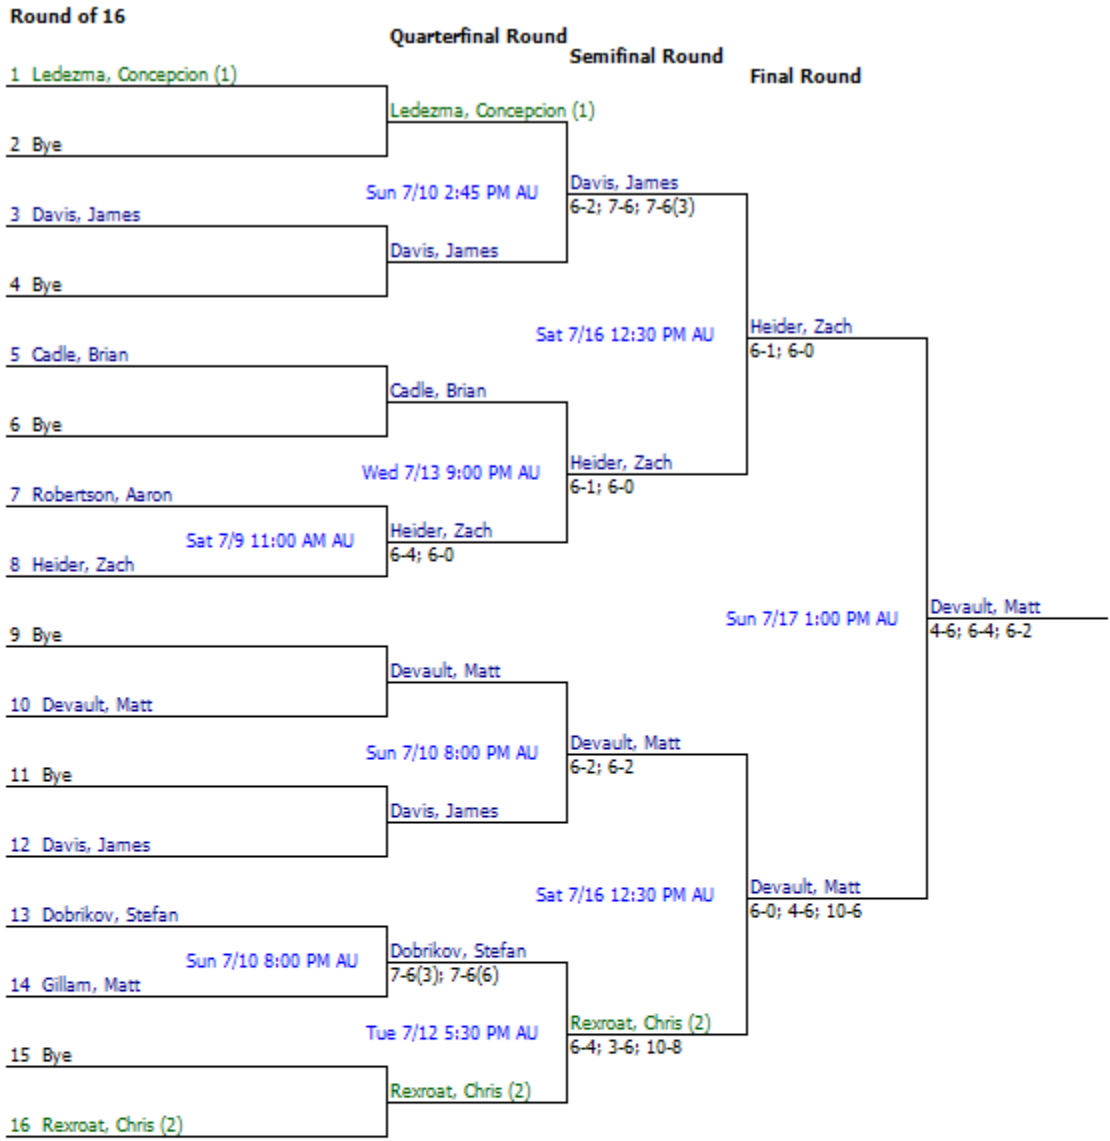 Round of 16
Quarterfinal Round
Semifinal Round
Final Round
1 Ledezma, Concepcion (1)
Ledezma, Concepcion (1)
2 Bye
Sun 7/10 2:45 PM AU
Davis, James
6-2; 7-6; 7-6(3)
3 Davis, James
Davis, James
4 Bye
Sat 7/16 12:30 PM AU
Heider, Zach
6-1; 6-0
5 Cadle, Brian
Cadle, Brian
6 Bye
Wed 7/13 9:00 PM AU
Heider, Zach
6-1; 6-0
7 Robertson, Aaron
Sat 7/9 11:00 AM AU
Heider, Zach
6-4; 6-0
8 Heider, Zach
Sun 7/17 1:00 PM AU
Devault, Matt
4-6; 6-4; 6-2
9 Bye
Devault, Matt
10 Devault, Matt
Sun 7/10 8:00 PM AU
Devault, Matt
6-2; 6-2
11 Bye
Davis, James
12 Davis, James
Sat 7/16 12:30 PM AU
Devault, Matt
6-0; 4-6; 10-6
13 Dobrikov, Stefan
Sun 7/10 8:00 PM AU
Dobrikov, Stefan
7-6(3); 7-6(6)
14 Gillam, Matt
Tue 7/12 5:30 PM AU
Rexroat, Chris (2)
6-4; 3-6; 10-8
15 Bye
Rexroat, Chris (2)
16 Rexroat, Chris (2)